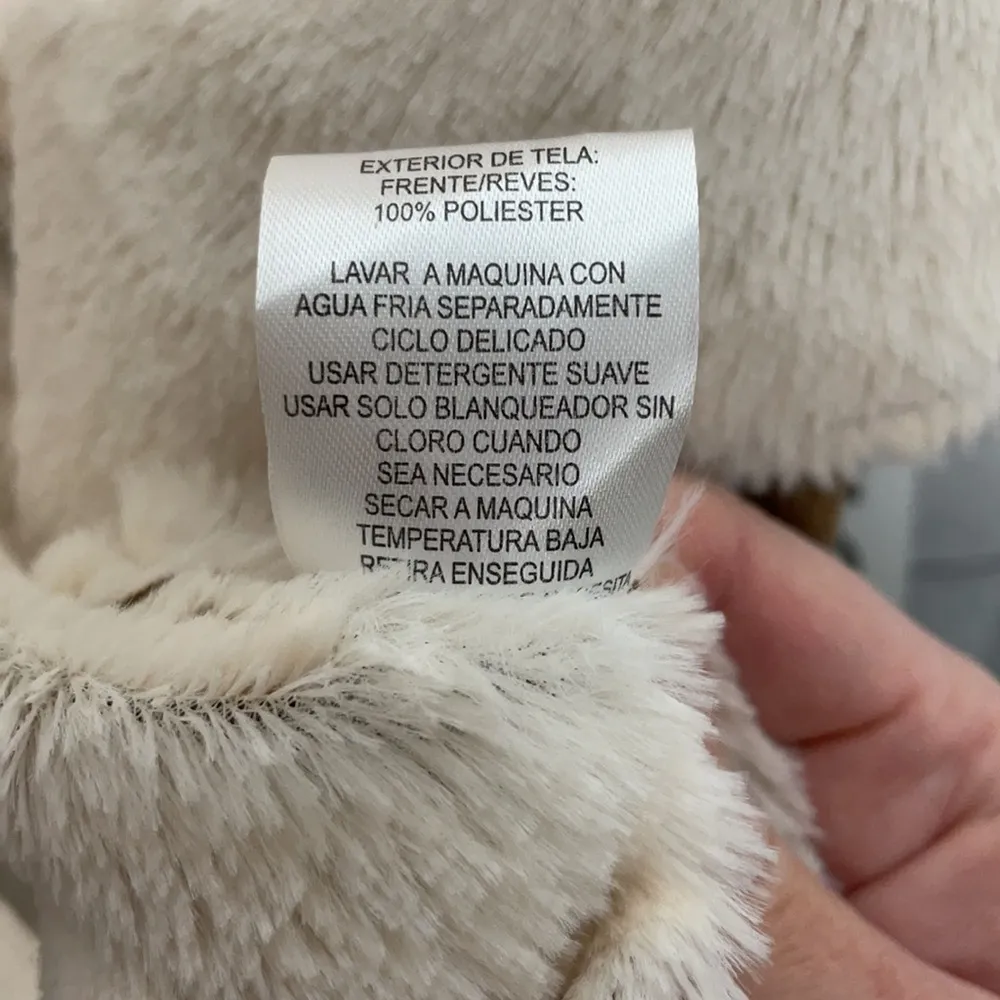 EXTERIOR DE TELA:
FRENTE/REVES:
100% POLIESTER
LAVAR A MAQUINA CON
AGUA FRIA SEPARADAMENTE
CICLO DELICADO
USAR DETERGENTE SUAVE
USAR SOLO BLANQUEADOR SIN
CLORO CUANDO
SEA NECESARIO
SECAR A MAQUINA
TEMPERATURA BAJA
RETIRA ENSEGUIDA